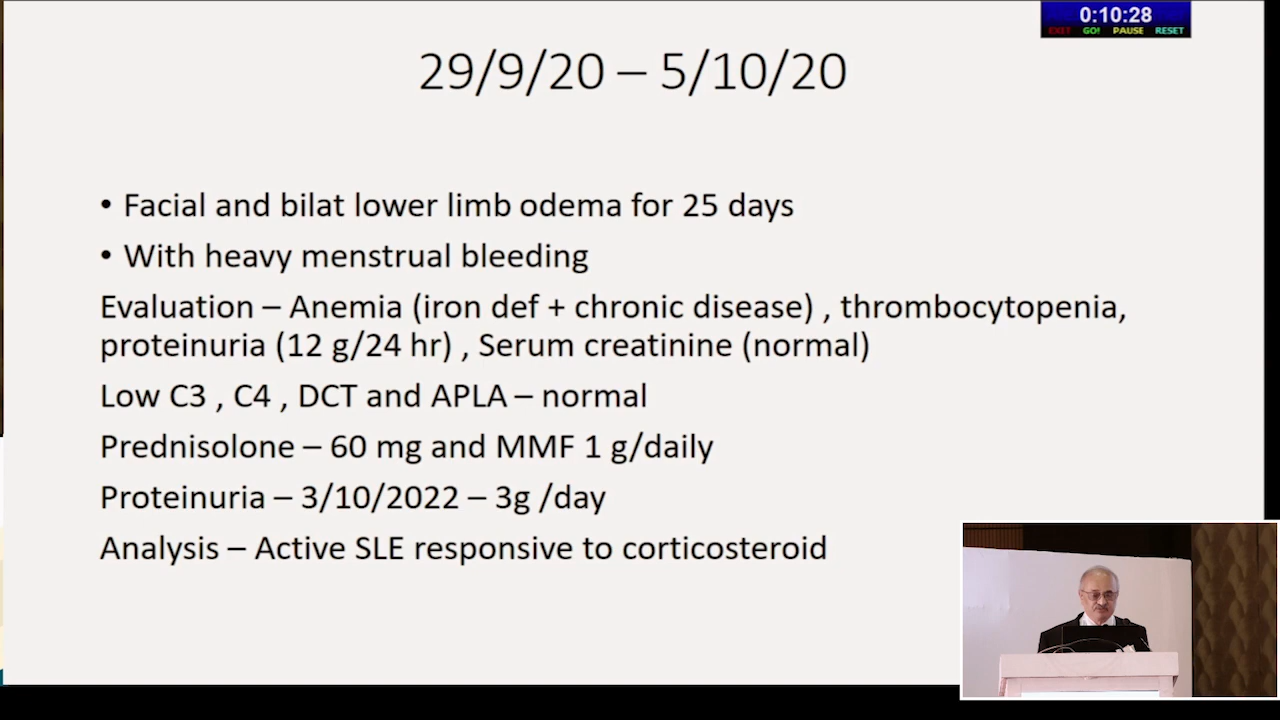 0:10:28
EXIT GO! PAUSE RESET
29/9/20 – 5/10/20
• Facial and bilat lower limb odema for 25 days
• With heavy menstrual bleeding
Evaluation – Anemia (iron def + chronic disease) , thrombocytopenia,
proteinuria (12 g/24 hr) , Serum creatinine (normal)
Low C3 , C4 , DCT and APLA – normal
Prednisolone – 60 mg and MMF 1 g/daily
Proteinuria – 3/10/2022 – 3g /day
Analysis – Active SLE responsive to corticosteroid